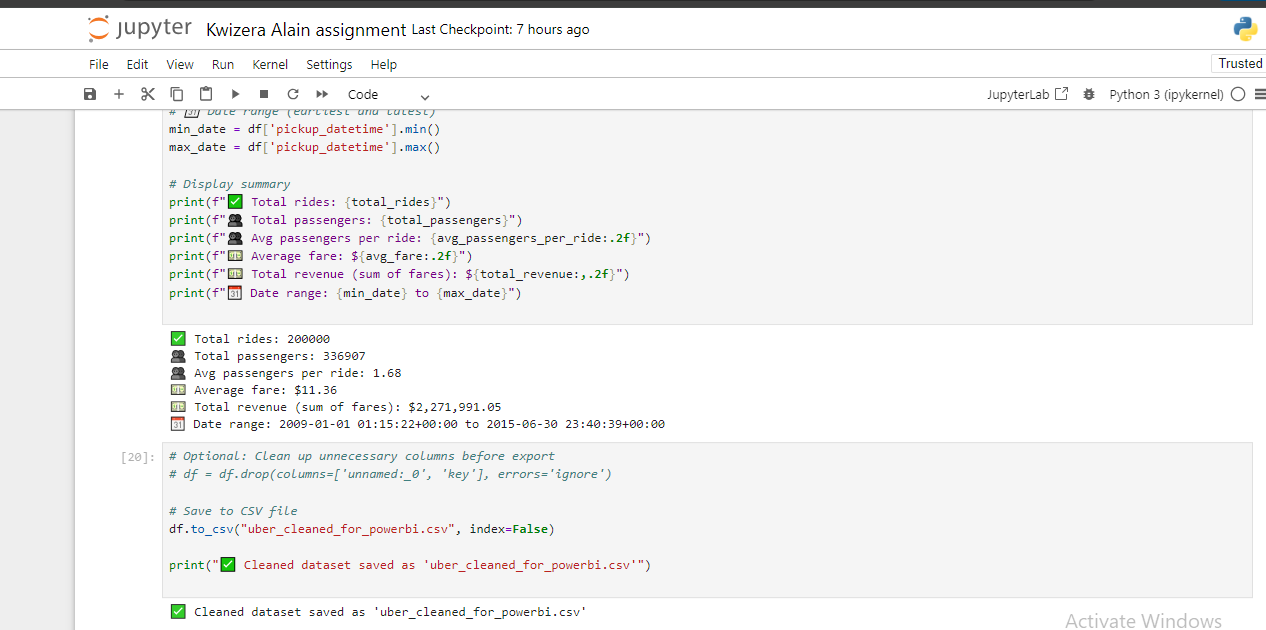 jupyter Kwizera Alain assignment Last Checkpoint: 7 hours ago
File Edit View Run Kernel Settings Help
Trusted
Code
JupyterLab Python 3 (ipykernel)
# 31 Date range (earliest and latest)
min_date = df['pickup_datetime'].min()
max_date = df['pickup_datetime'].max()
# Display summary
print(f"✅ Total rides: {total_rides}")
print(f"👥 Total passengers: {total_passengers}")
print(f"👥 Avg passengers per ride: {avg_passengers_per_ride:.2f}")
print(f"💵 Average fare: ${avg_fare:.2f}")
print(f"💵 Total revenue (sum of fares): ${total_revenue:,.2f}")
print(f"📅 Date range: {min_date} to {max_date}")
✅ Total rides: 200000
👥 Total passengers: 336907
👥 Avg passengers per ride: 1.68
💵 Average fare: $11.36
💵 Total revenue (sum of fares): $2,271,991.05
📅 Date range: 2009-01-01 01:15:22+00:00 to 2015-06-30 23:40:39+00:00
[20]: # Optional: Clean up unnecessary columns before export
# df = df.drop(columns=['unnamed:_0', 'key'], errors='ignore')
# Save to CSV file
df.to_csv("uber_cleaned_for_powerbi.csv", index=False)
print("✅ Cleaned dataset saved as 'uber_cleaned_for_powerbi.csv'")
✅ Cleaned dataset saved as 'uber_cleaned_for_powerbi.csv'
Activate Windows